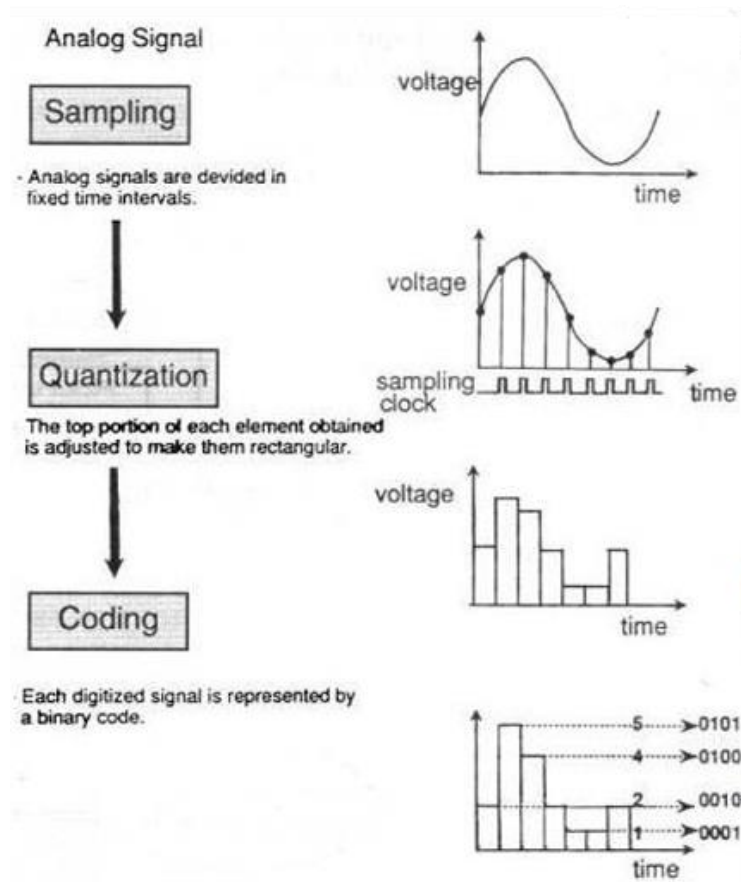 Analog Signal
Sampling
- Analog signals are devided in
fixed time intervals.
Quantization
The top portion of each element obtained
is adjusted to make them rectangular.
Coding
- Each digitized signal is represented by
a binary code.
voltage
time
voltage
sampling
clock
time
voltage
time
5 0101
4 0100
2 0010
1 0001
time